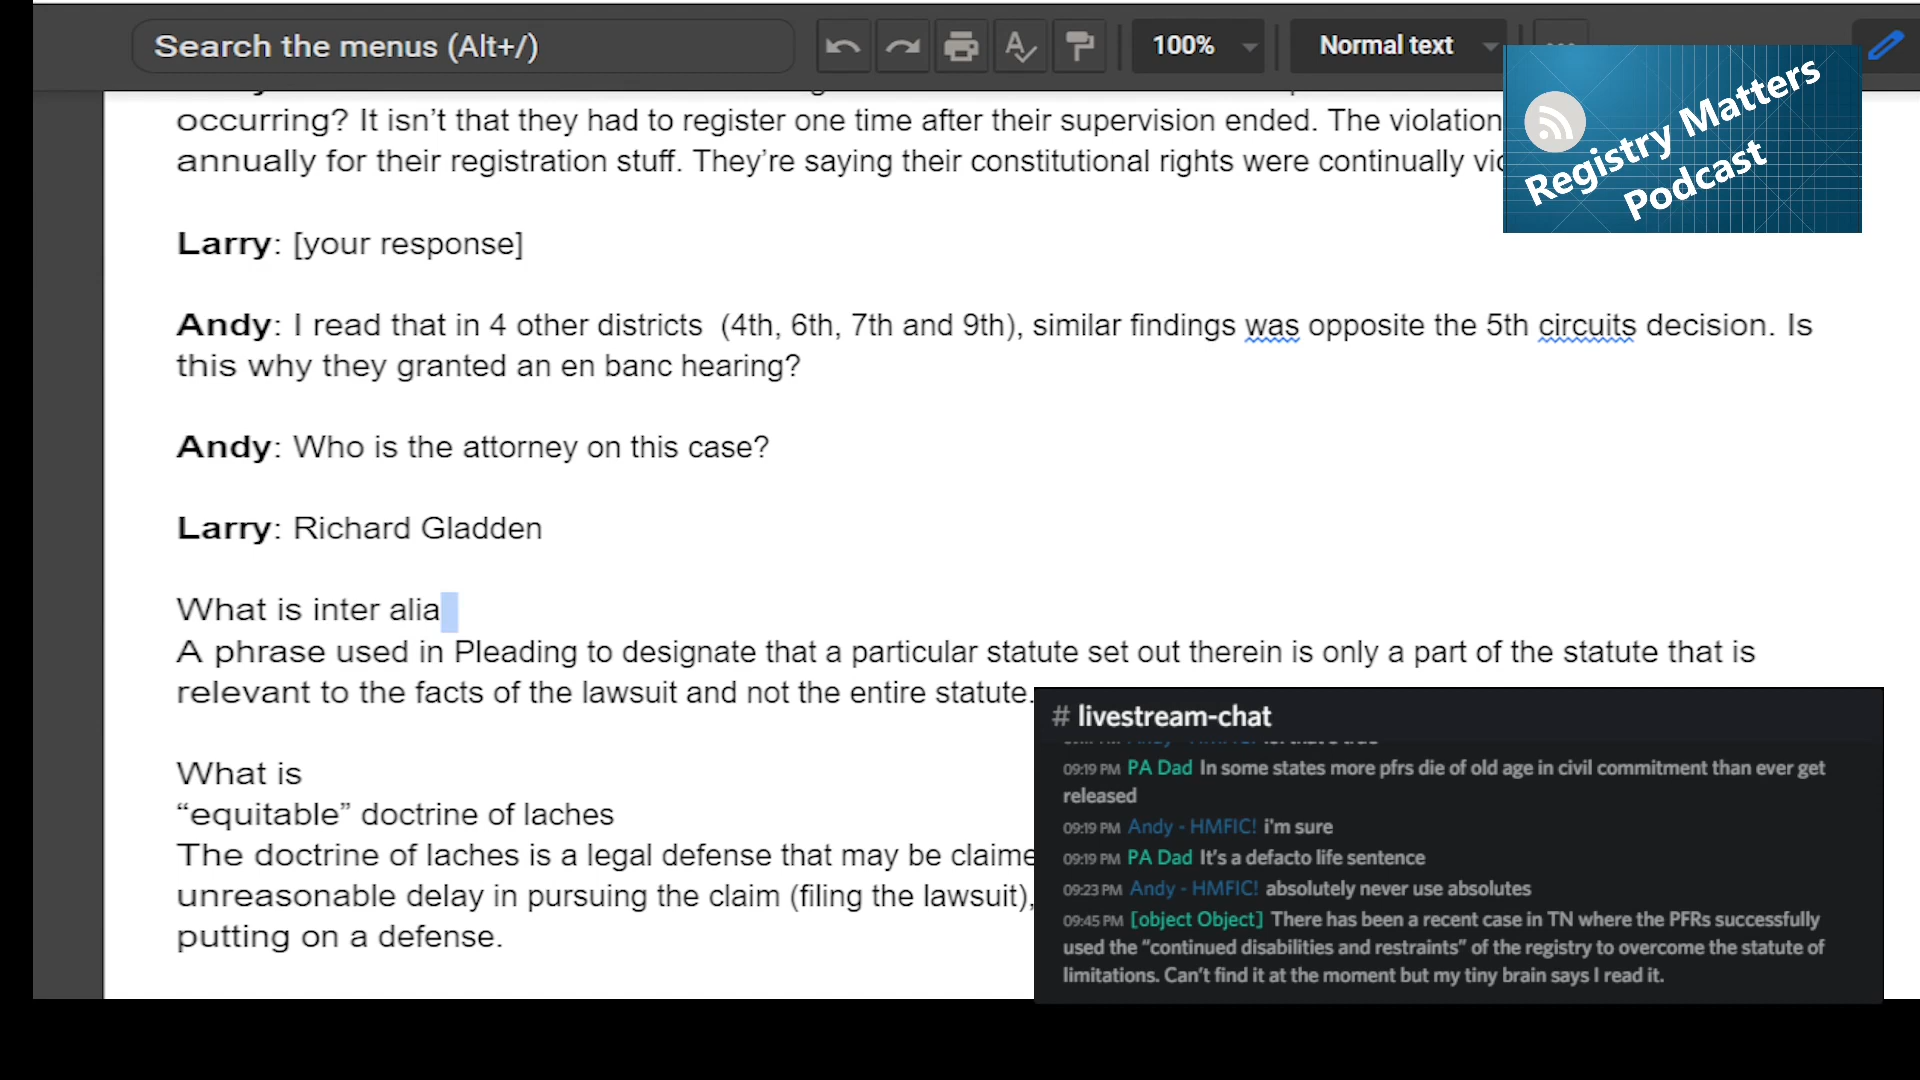 Search the menus (Alt+/)
100%
Normal text
Registry Matters
Podcast
occurring? It isn't that they had to register one time after their supervision ended. The violation
annually for their registration stuff. They're saying their constitutional rights were continually
Larry: [your response]
Andy: I read that in 4 other districts (4th, 6th, 7th and 9th), similar findings was opposite the 5th circuits decision. Is
this why they granted an en banc hearing?
Andy: Who is the attorney on this case?
Larry: Richard Gladden
What is inter alia
A phrase used in Pleading to designate that a particular statute set out therein is only a part of the statute that is
relevant to the facts of the lawsuit and not the entire statute.
What is
“equitable” doctrine of laches
The doctrine of laches is a legal defense that may be claime
unreasonable delay in pursuing the claim (filing the lawsuit),
putting on a defense.
# livestream-chat
09:19 PM PA Dad In some states more pfrs die of old age in civil commitment than ever get
released
09:19 PM Andy - HMFIC! i'm sure
09:19 PM PA Dad It's a defacto life sentence
09:23 PM Andy - HMFIC! absolutely never use absolutes
09:45 PM [object Object] There has been a recent case in TN where the PFRs successfully
used the “continued disabilities and restraints” of the registry to overcome the statute of
limitations. Can't find it at the moment but my tiny brain says I read it.